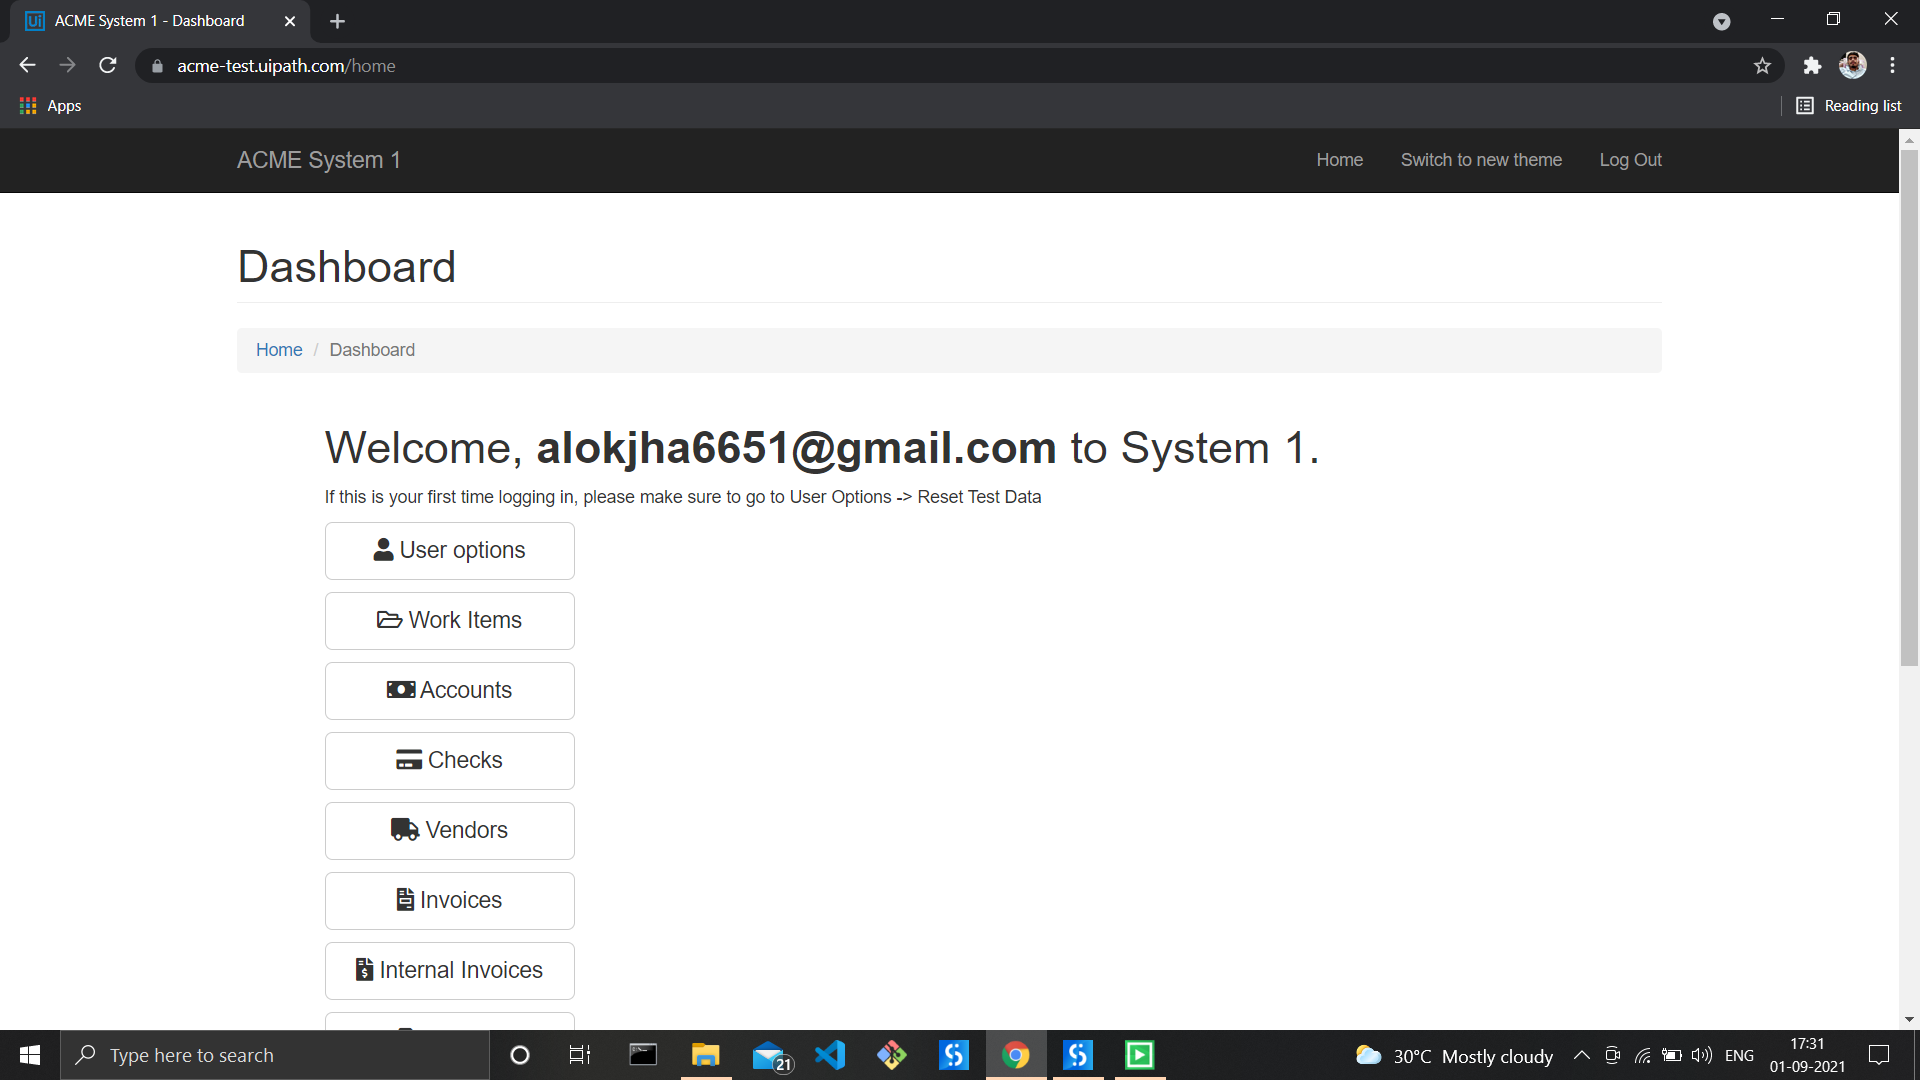 ACME System 1 - Dashboard
acme-test.uipath.com/home
Apps
Reading list
ACME System 1
Home
Switch to new theme
Log Out
Dashboard
Home / Dashboard
Welcome, alokjha6651@gmail.com to System 1.
If this is your first time logging in, please make sure to go to User Options -> Reset Test Data
User options
Work Items
Accounts
Checks
Vendors
Invoices
Internal Invoices
Type here to search
21
30°C Mostly cloudy
ENG
17:31
01-09-2021